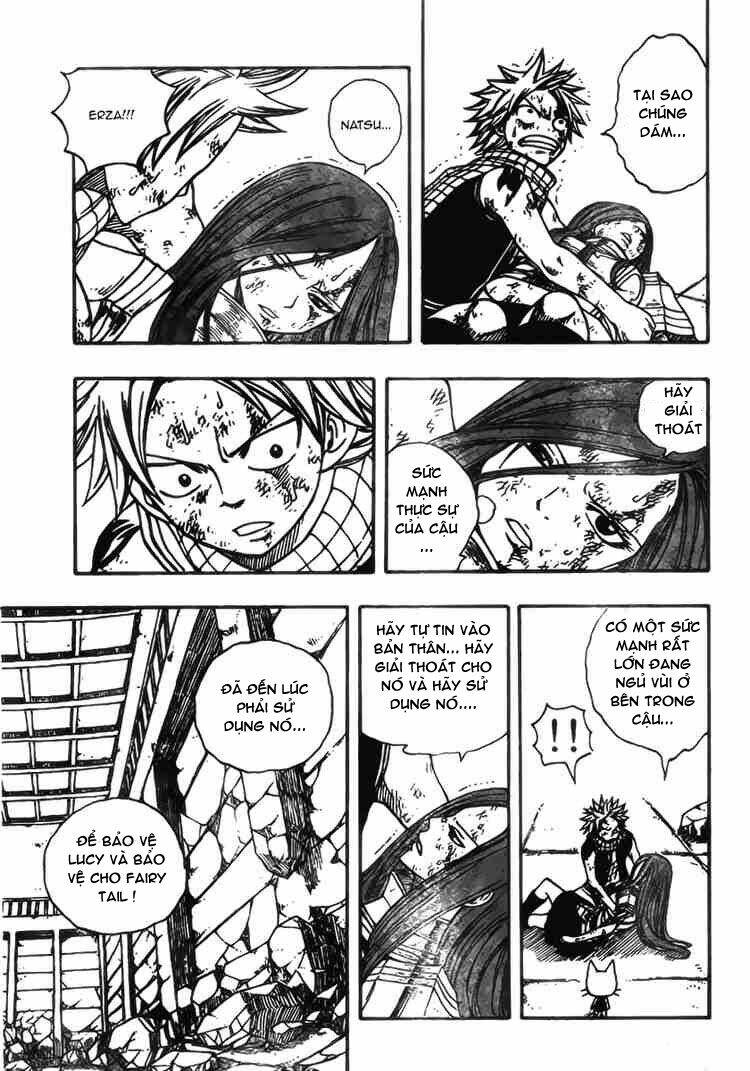 TẠI SAO
CHÚNG
DÁM...
NATSU...
ERZA!!!
HÃY
GIẢI
THOÁT
SỨC
MẠNH
THỰC SỰ
CỦA CẬU
...
CÓ MỘT SỨC
MẠNH RẤT
LỚN ĐANG
NGỦ VÙI Ở
BÊN TRONG
CẬU...
!!
HÃY TỰ TIN VÀO
BẢN THÂN... HÃY
GIẢI THOÁT CHO
NÓ VÀ HÃY SỬ
DỤNG NÓ....
ĐÃ ĐẾN LÚC
PHẢI SỬ
DỤNG NÓ...
ĐỂ BẢO VỆ
LUCY VÀ BẢO
VỆ CHO FAIRY
TAIL !